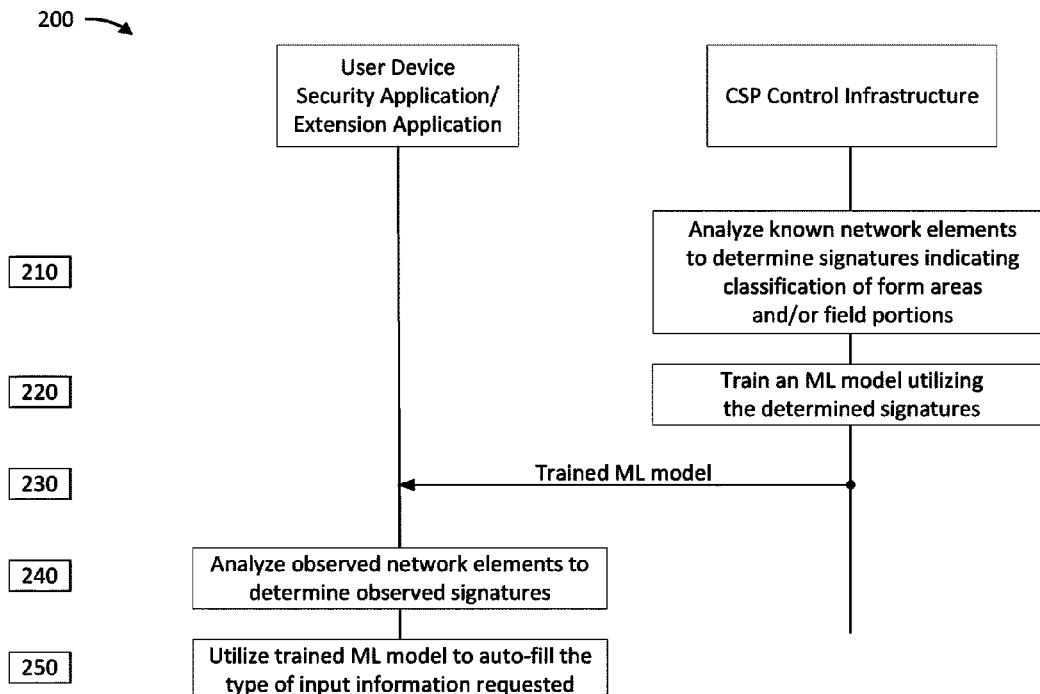 200
User Device
Security Application/
Extension Application
CSP Control Infrastructure
210
Analyze known network elements
to determine signatures indicating
classification of form areas
and/or field portions
220
Train an ML model utilizing
the determined signatures
230
Trained ML model
240
Analyze observed network elements to
determine observed signatures
250
Utilize trained ML model to auto-fill the
type of input information requested